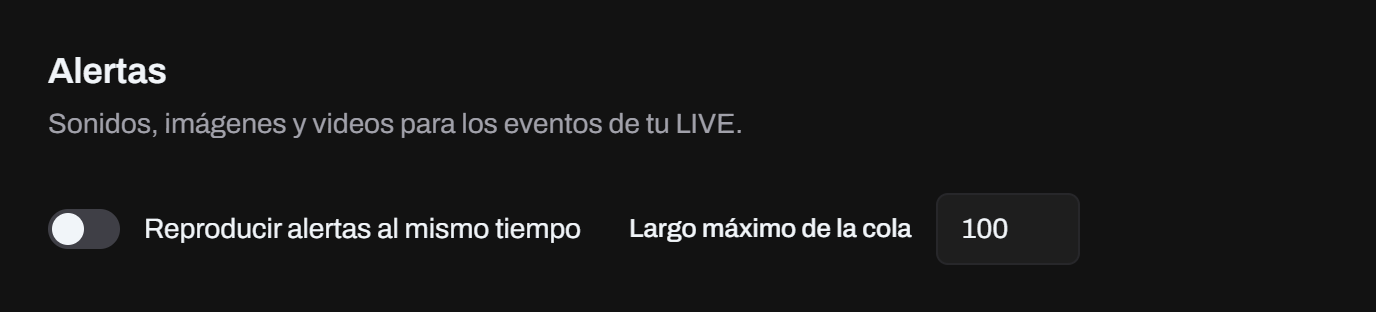 Alertas
Sonidos, imágenes y videos para los eventos de tu LIVE.
Reproducir alertas al mismo tiempo Largo máximo de la cola 100